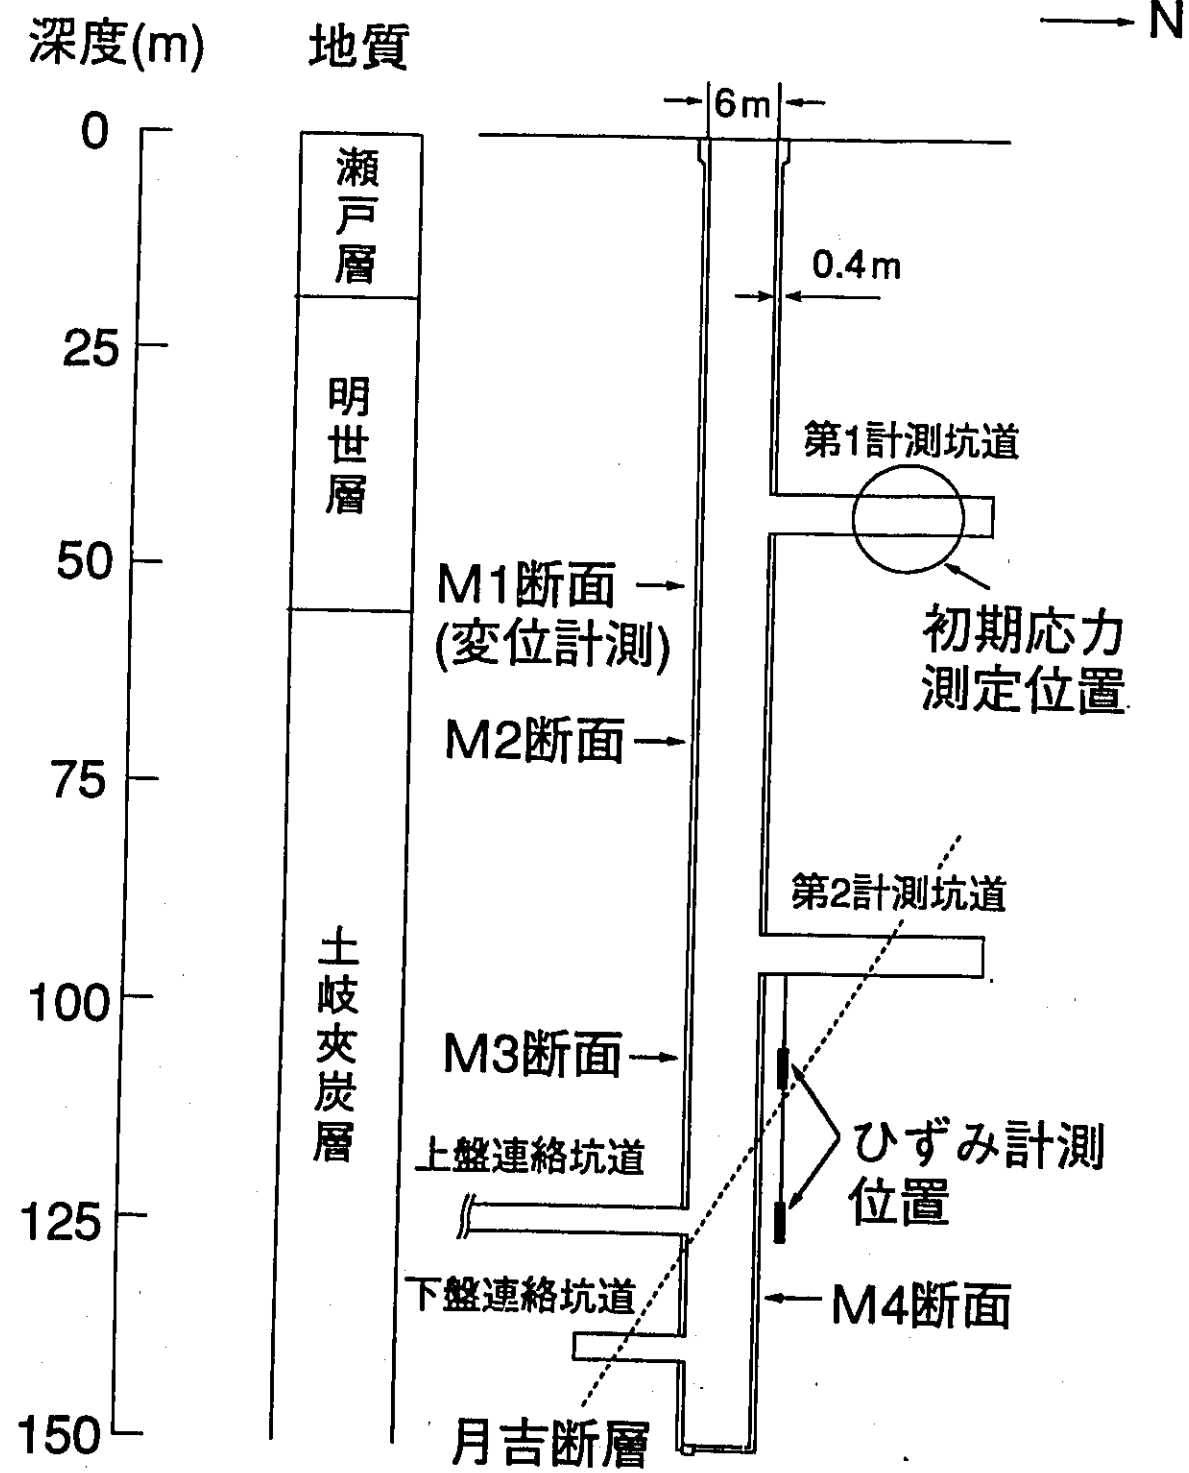 深度(m)
地質
N
6m
0
瀬戸層
0.4m
25
明世層
第1計測坑道
50
M1断面
(変位計測)
初期応力
測定位置
M2断面
75
第2計測坑道
土岐夾炭層
100
M3断面
ひずみ計測
位置
上盤連絡坑道
125
下盤連絡坑道
M4断面
月吉断層
150